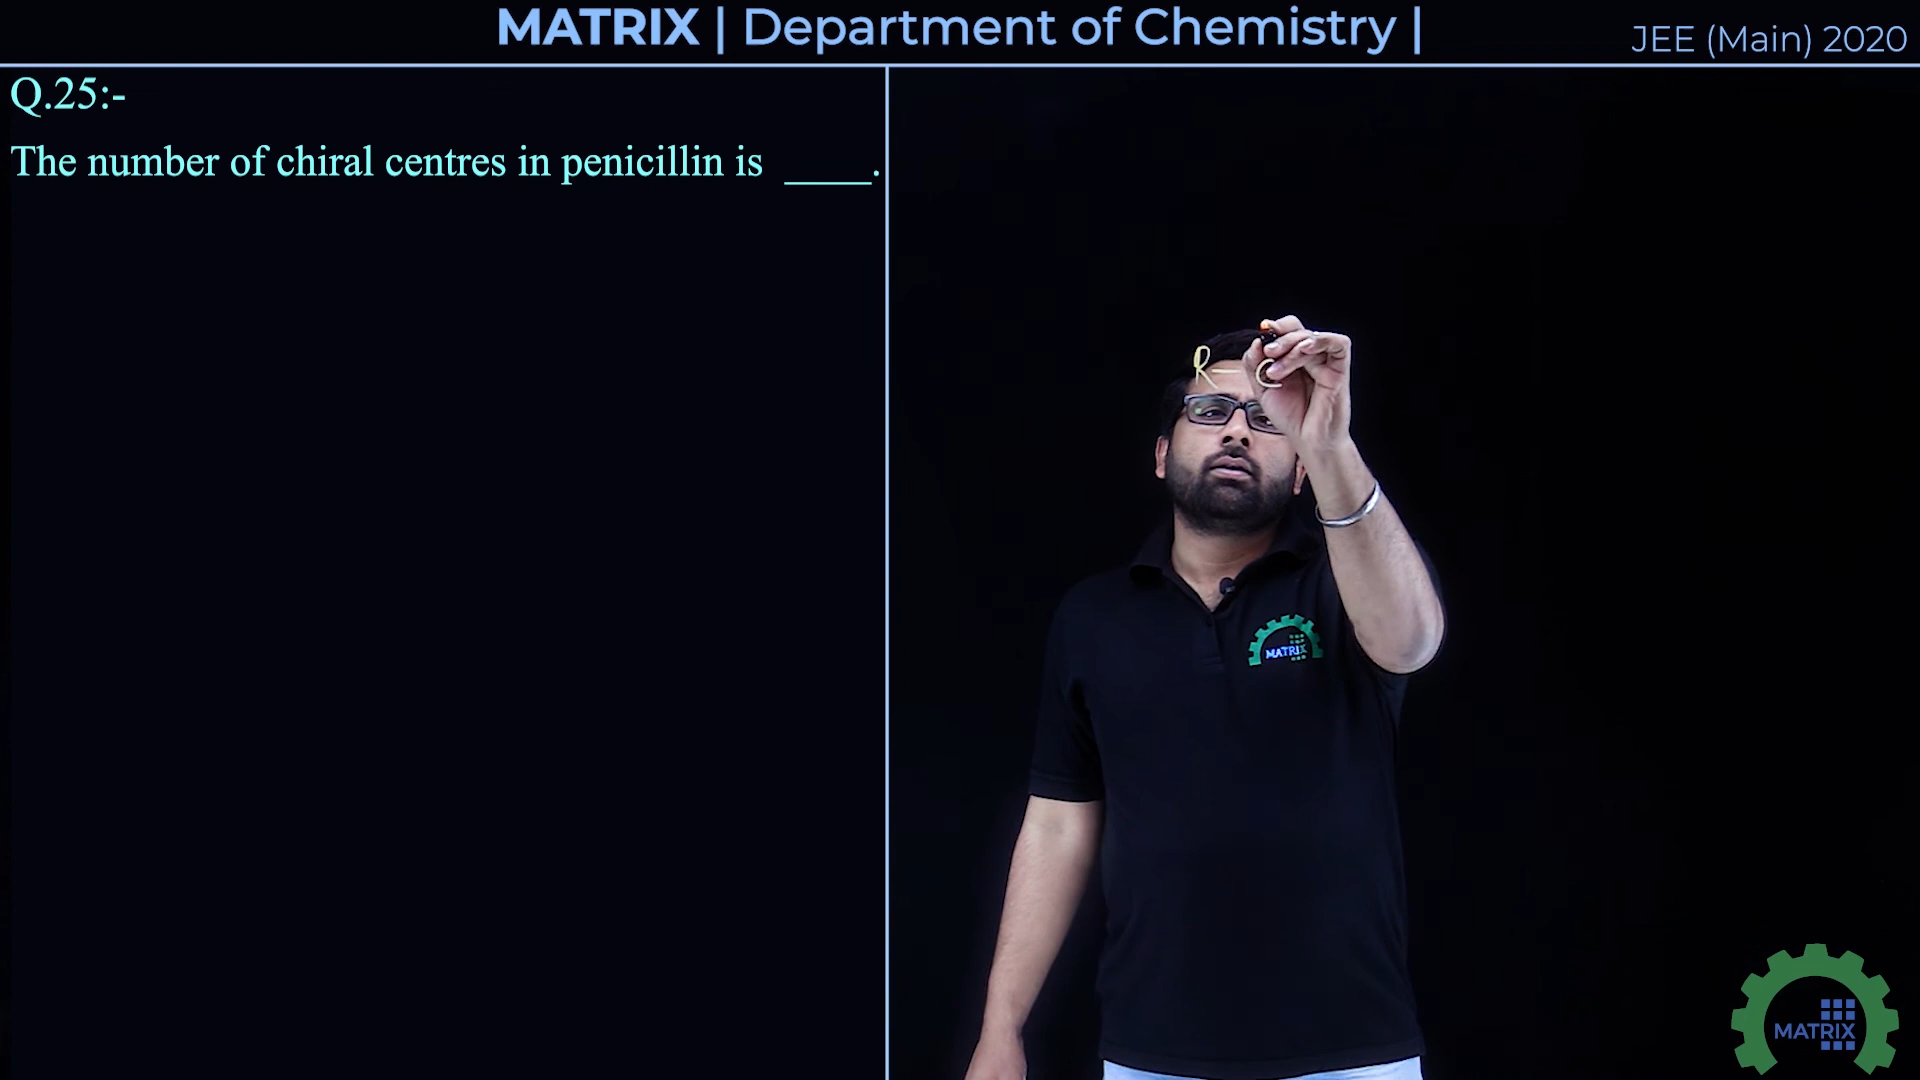 MATRIX | Department of Chemistry |
JEE (Main) 2020
Q.25:-
The number of chiral centres in penicillin is ____.
R-C
MATRIX
MATRIX